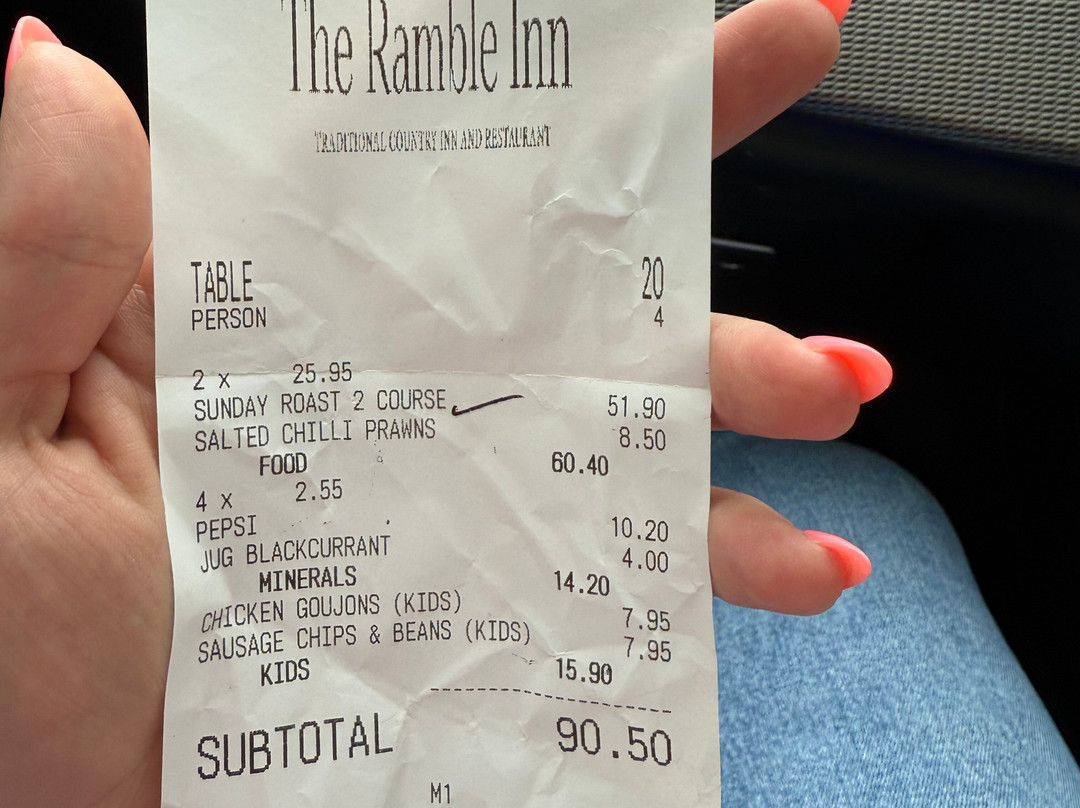 The Ramble Inn
TRADITIONAL COUNTRY INN AND RESTAURANT
TABLE 20
PERSON 4
2 x 25.95
SUNDAY ROAST 2 COURSE 51.90
SALTED CHILLI PRAWNS 8.50
FOOD 60.40
4 x 2.55
PEPSI 10.20
JUG BLACKCURRANT 4.00
MINERALS 14.20
CHICKEN GOUJONS (KIDS) 7.95
SAUSAGE CHIPS & BEANS (KIDS) 7.95
KIDS 15.90
SUBTOTAL 90.50
M1